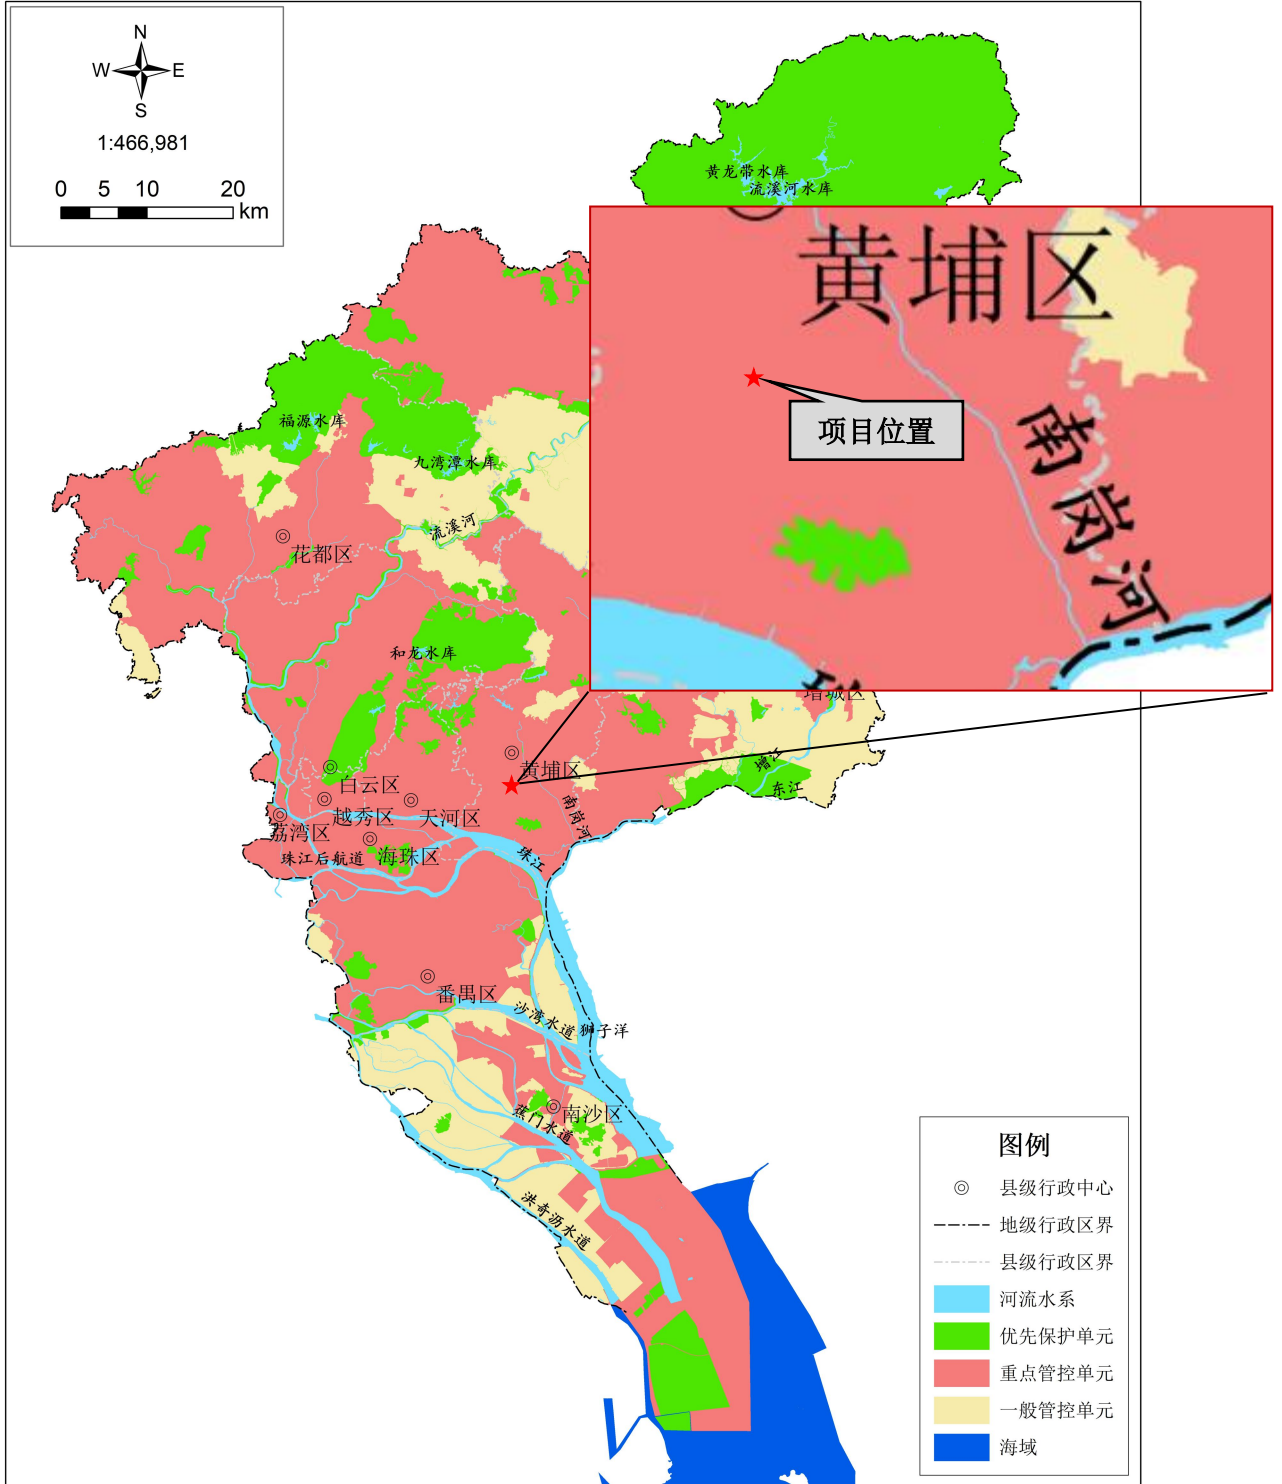 N
W E
S
1:466,981
0 5 10 20
km
黄龙带水库
流溪河水库
黄埔区
项目位置
南岗河
福源水库
九湾潭水库
流溪河
花都区
和龙水库
增城区
黄埔区
增江
东江
白云区
越秀区
天河区
南岗河
荔湾区
珠江后航道
海珠区
珠江
番禺区
沙湾水道
狮子洋
南沙区
蕉门水道
洪奇沥水道
图例
县级行政中心
地级行政区界
县级行政区界
河流水系
优先保护单元
重点管控单元
一般管控单元
海域